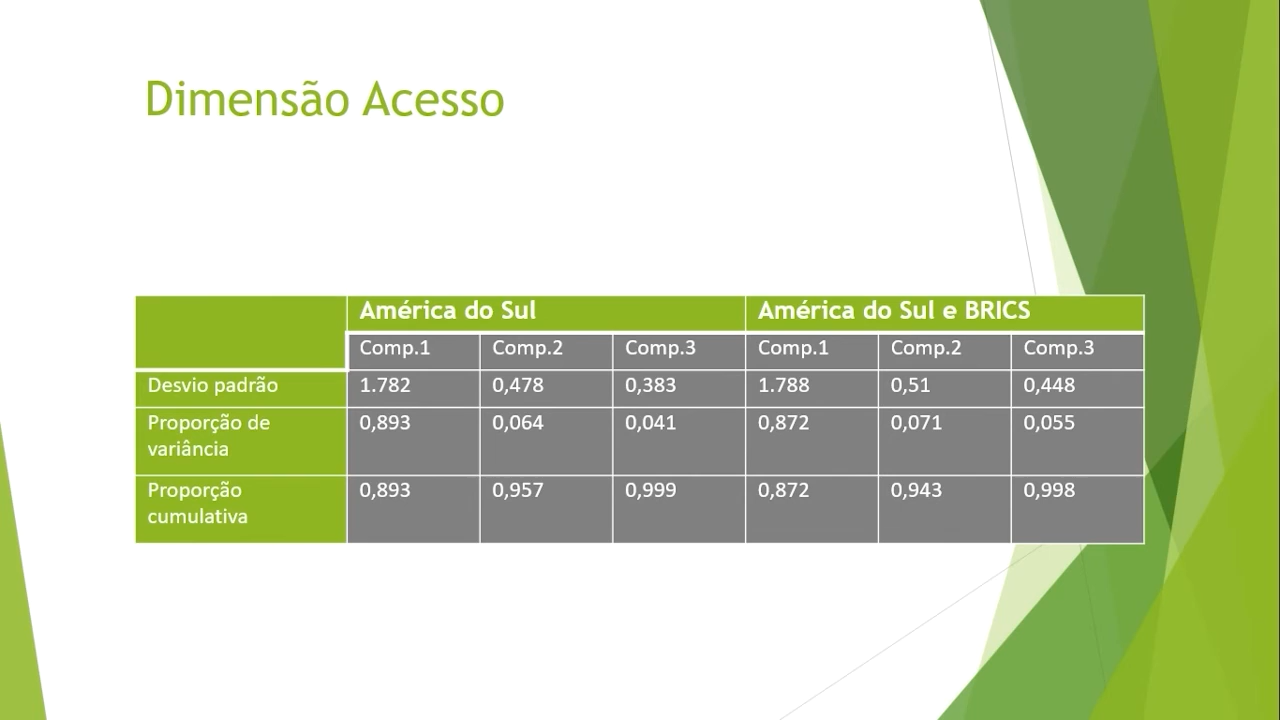 Dimensão Acesso
América do Sul América do Sul e BRICS
Comp.1 Comp.2 Comp.3 Comp.1 Comp.2 Comp.3
Desvio padrão 1.782 0,478 0,383 1.788 0,51 0,448
Proporção de 0,893 0,064 0,041 0,872 0,071 0,055
variância
Proporção 0,893 0,957 0,999 0,872 0,943 0,998
cumulativa